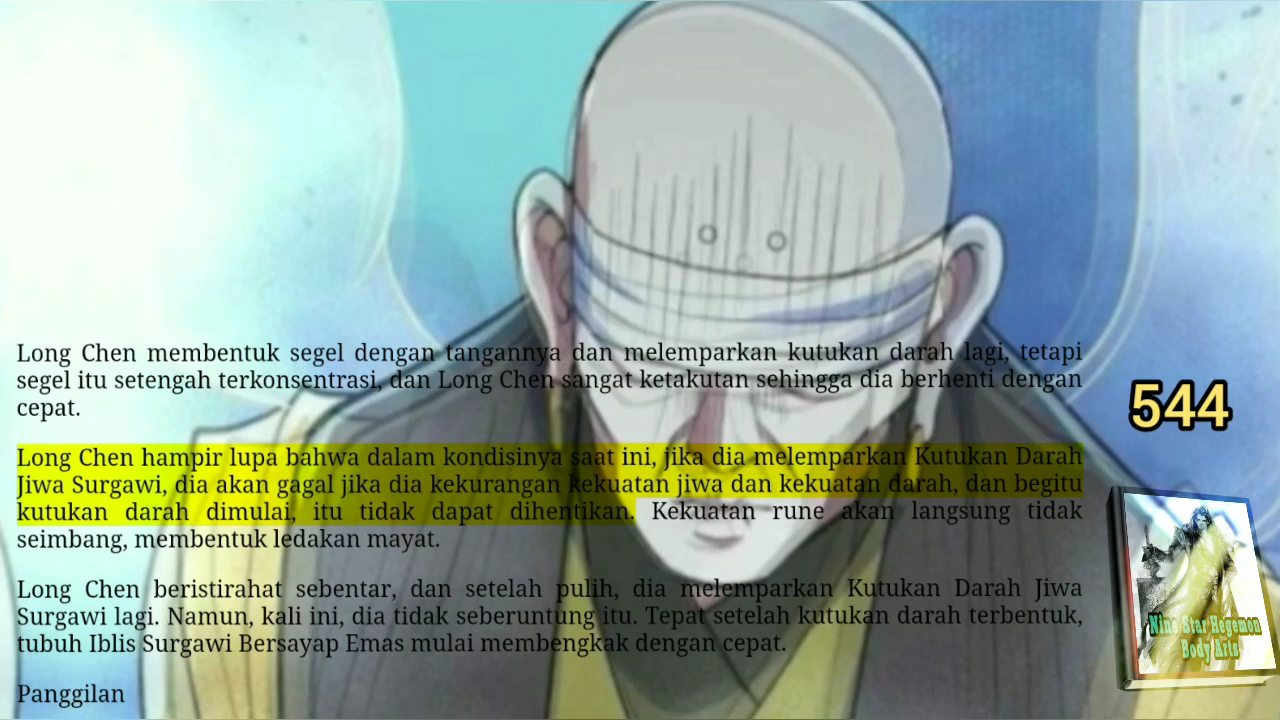 Long Chen membentuk segel dengan tangannya dan melemparkan kutukan darah lagi, tetapi
segel itu setengah terkonsentrasi, dan Long Chen sangat ketakutan sehingga dia berhenti dengan
cepat.
Long Chen hampir lupa bahwa dalam kondisinya saat ini, jika dia melemparkan Kutukan Darah
Jiwa Surgawi, dia akan gagal jika dia kekurangan kekuatan jiwa dan kekuatan darah, dan begitu
kutukan darah dimulai, itu tidak dapat dihentikan. Kekuatan rune akan langsung tidak
seimbang, membentuk ledakan mayat.
Long Chen beristirahat sebentar, dan setelah pulih, dia melemparkan Kutukan Darah Jiwa
Surgawi lagi. Namun, kali ini, dia tidak seberuntung itu. Tepat setelah kutukan darah terbentuk,
tubuh Iblis Surgawi Bersayap Emas mulai membengkak dengan cepat.
Panggilan
544
Nine Star Hegemon
Body Arts